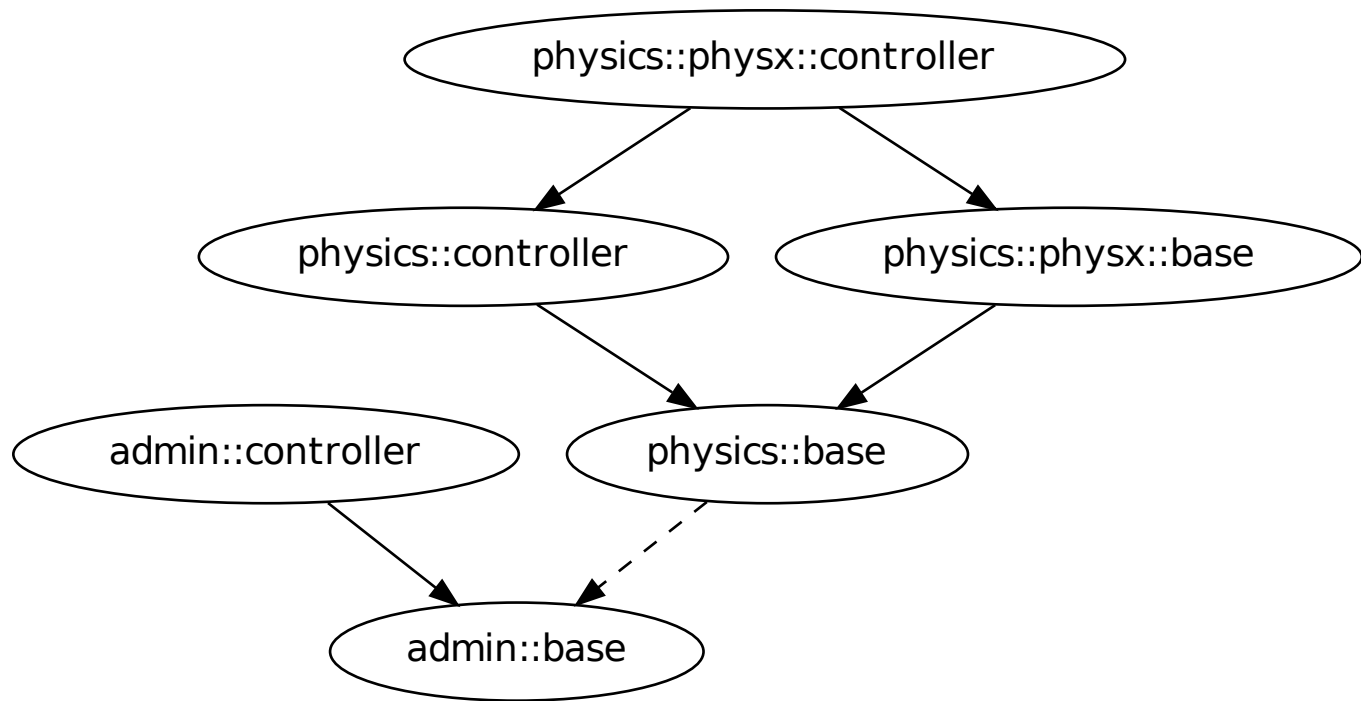 physics::physx::controller
physics::controller
physics::physx::base
admin::controller
physics::base
admin::base